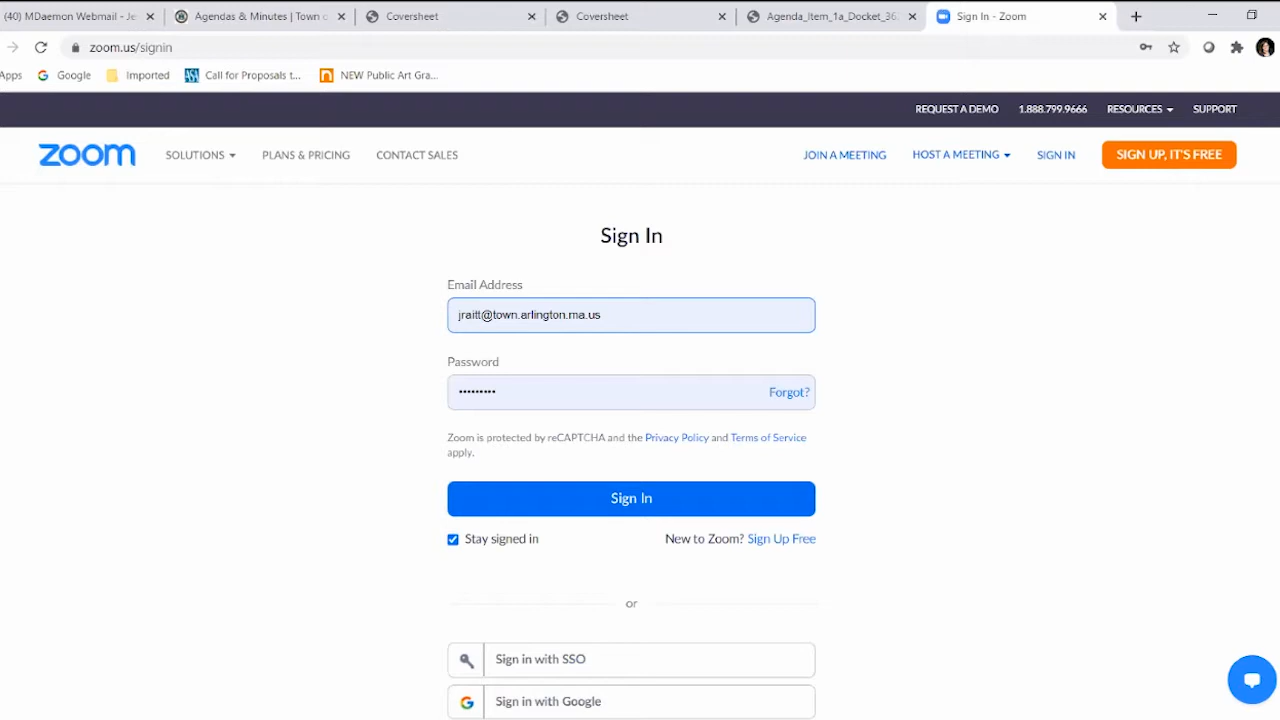 (40) MDaemon Webmail - Je
Agendas & Minutes | Town o
Coversheet
Coversheet
Agenda_Item_1a_Docket_36
Sign In - Zoom
zoom.us/signin
Apps
Google
Imported
Call for Proposals t...
NEW Public Art Gra...
REQUEST A DEMO
1.888.799.9666
RESOURCES
SUPPORT
zoom
SOLUTIONS
PLANS & PRICING
CONTACT SALES
JOIN A MEETING
HOST A MEETING
SIGN IN
SIGN UP, IT'S FREE
Sign In
Email Address
jraitt@town.arlington.ma.us
Password
Forgot?
Zoom is protected by reCAPTCHA and the Privacy Policy and Terms of Service
apply.
Sign In
Stay signed in
New to Zoom? Sign Up Free
or
Sign in with SSO
Sign in with Google